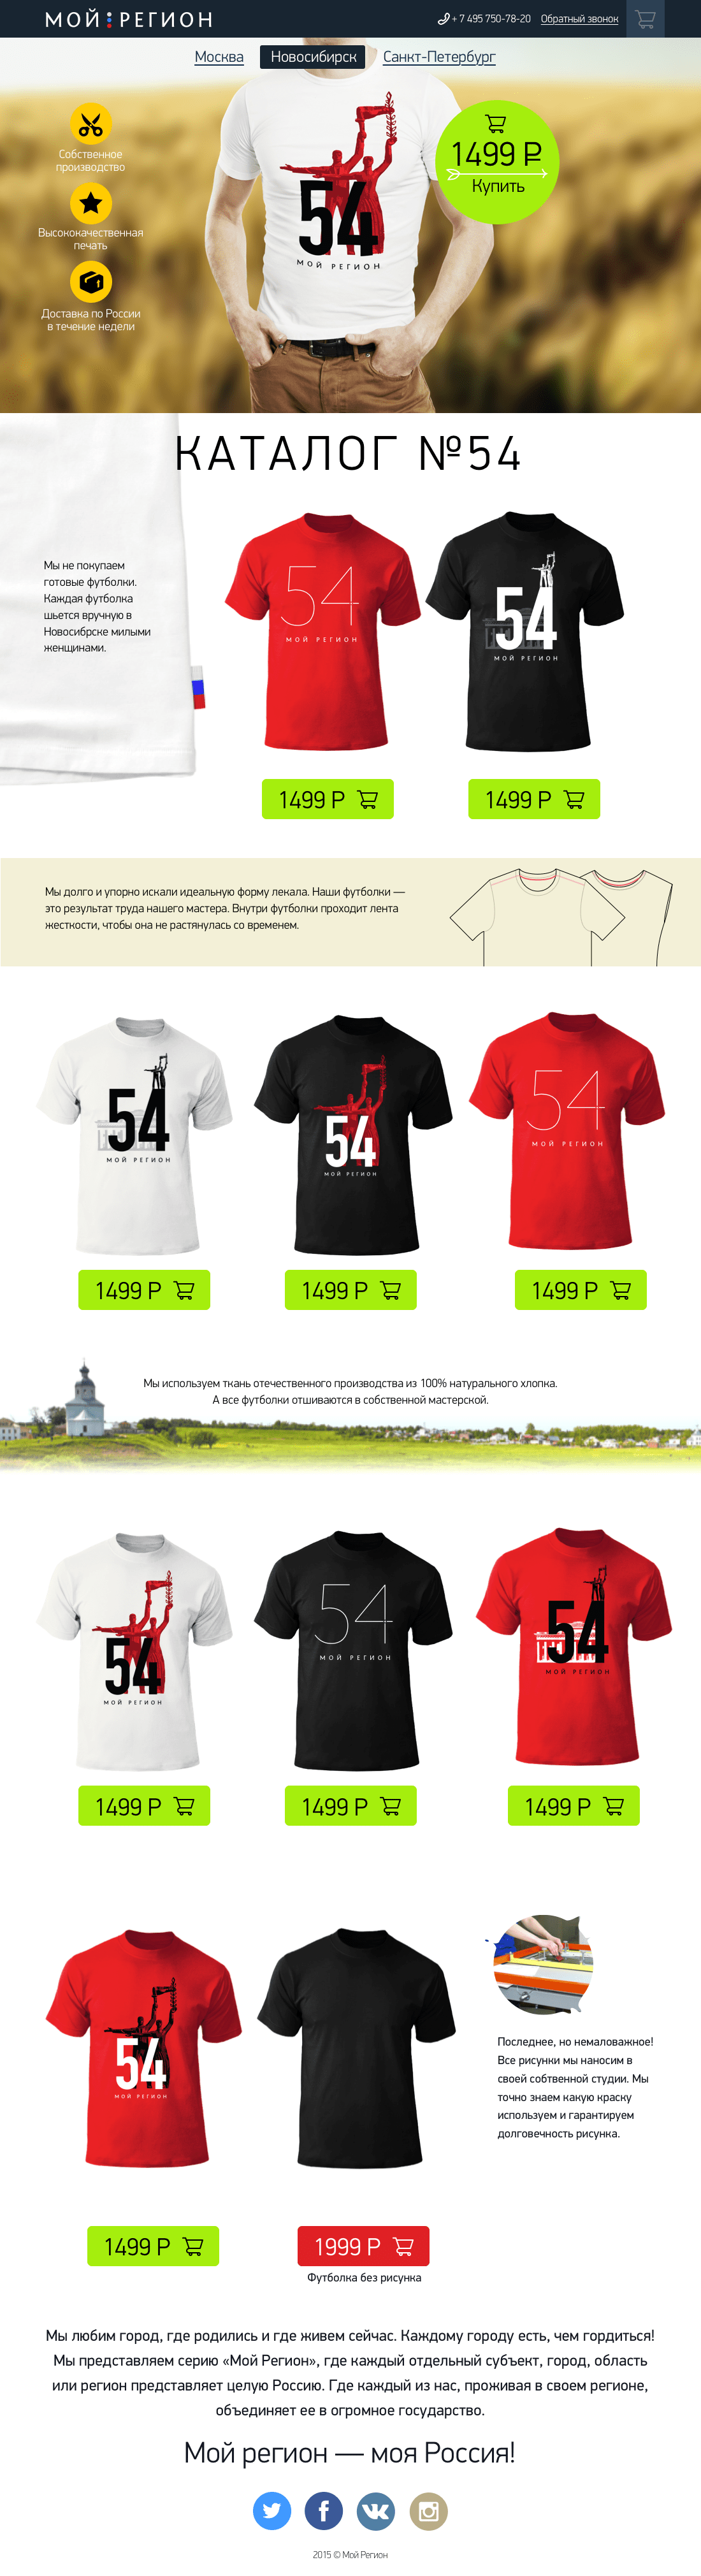 МОЙ РЕГИОН
+ 7 495 750-78-20 Обратный звонок
Москва Новосибирск Санкт-Петербург
Собственное
производство
Высококачественная
печать
Доставка по России
в течение недели
54
МОЙ РЕГИОН
1499 ₽
Купить
КАТАЛОГ №54
Мы не покупаем
готовые футболки.
Каждая футболка
шьется вручную в
Новосибрске милыми
женщинами.
54
МОЙ РЕГИОН
54
МОЙ РЕГИОН
1499 Р
1499 Р
Мы долго и упорно искали идеальную форму лекала. Наши футболки —
это результат труда нашего мастера. Внутри футболки проходит лента
жесткости, чтобы она не растянулась со временем.
54
МОЙ РЕГИОН
54
МОЙ РЕГИОН
54
МОЙ РЕГИОН
1499 Р
1499 Р
1499 Р
Мы используем ткань отечественного производства из 100% натурального хлопка.
А все футболки отшиваются в собственной мастерской.
54
МОЙ РЕГИОН
54
МОЙ РЕГИОН
54
МОЙ РЕГИОН
1499 Р
1499 Р
1499 Р
54
МОЙ РЕГИОН
Последнее, но немаловажное!
Все рисунки мы наносим в
своей собтвенной студии. Мы
точно знаем какую краску
используем и гарантируем
долговечность рисунка.
1499 Р
1999 Р
Футболка без рисунка
Мы любим город, где родились и где живем сейчас. Каждому городу есть, чем гордиться!
Мы представляем серию «Мой Регион», где каждый отдельный субъект, город, область
или регион представляет целую Россию. Где каждый из нас, проживая в своем регионе,
объединяет ее в огромное государство.
Мой регион — моя Россия!
2015 © Мой Регион